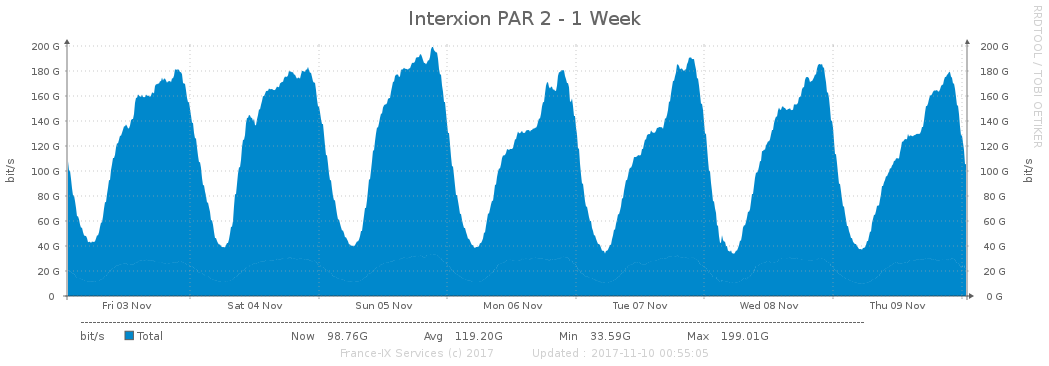 Interxion PAR 2 - 1 Week
RRDTOOL / TOBI OETIKER
200 G 200 G
180 G 180 G
160 G 160 G
140 G 140 G
120 G 120 G
100 G 100 G
80 G 80 G
60 G 60 G
40 G 40 G
20 G 20 G
0 0 G
bit/s bit/s
Fri 03 Nov Sat 04 Nov Sun 05 Nov Mon 06 Nov Tue 07 Nov Wed 08 Nov Thu 09 Nov
bit/s Total Now 98.76G Avg 119.20G Min 33.59G Max 199.01G
France-IX Services (c) 2017 Updated : 2017-11-10 00:55:05